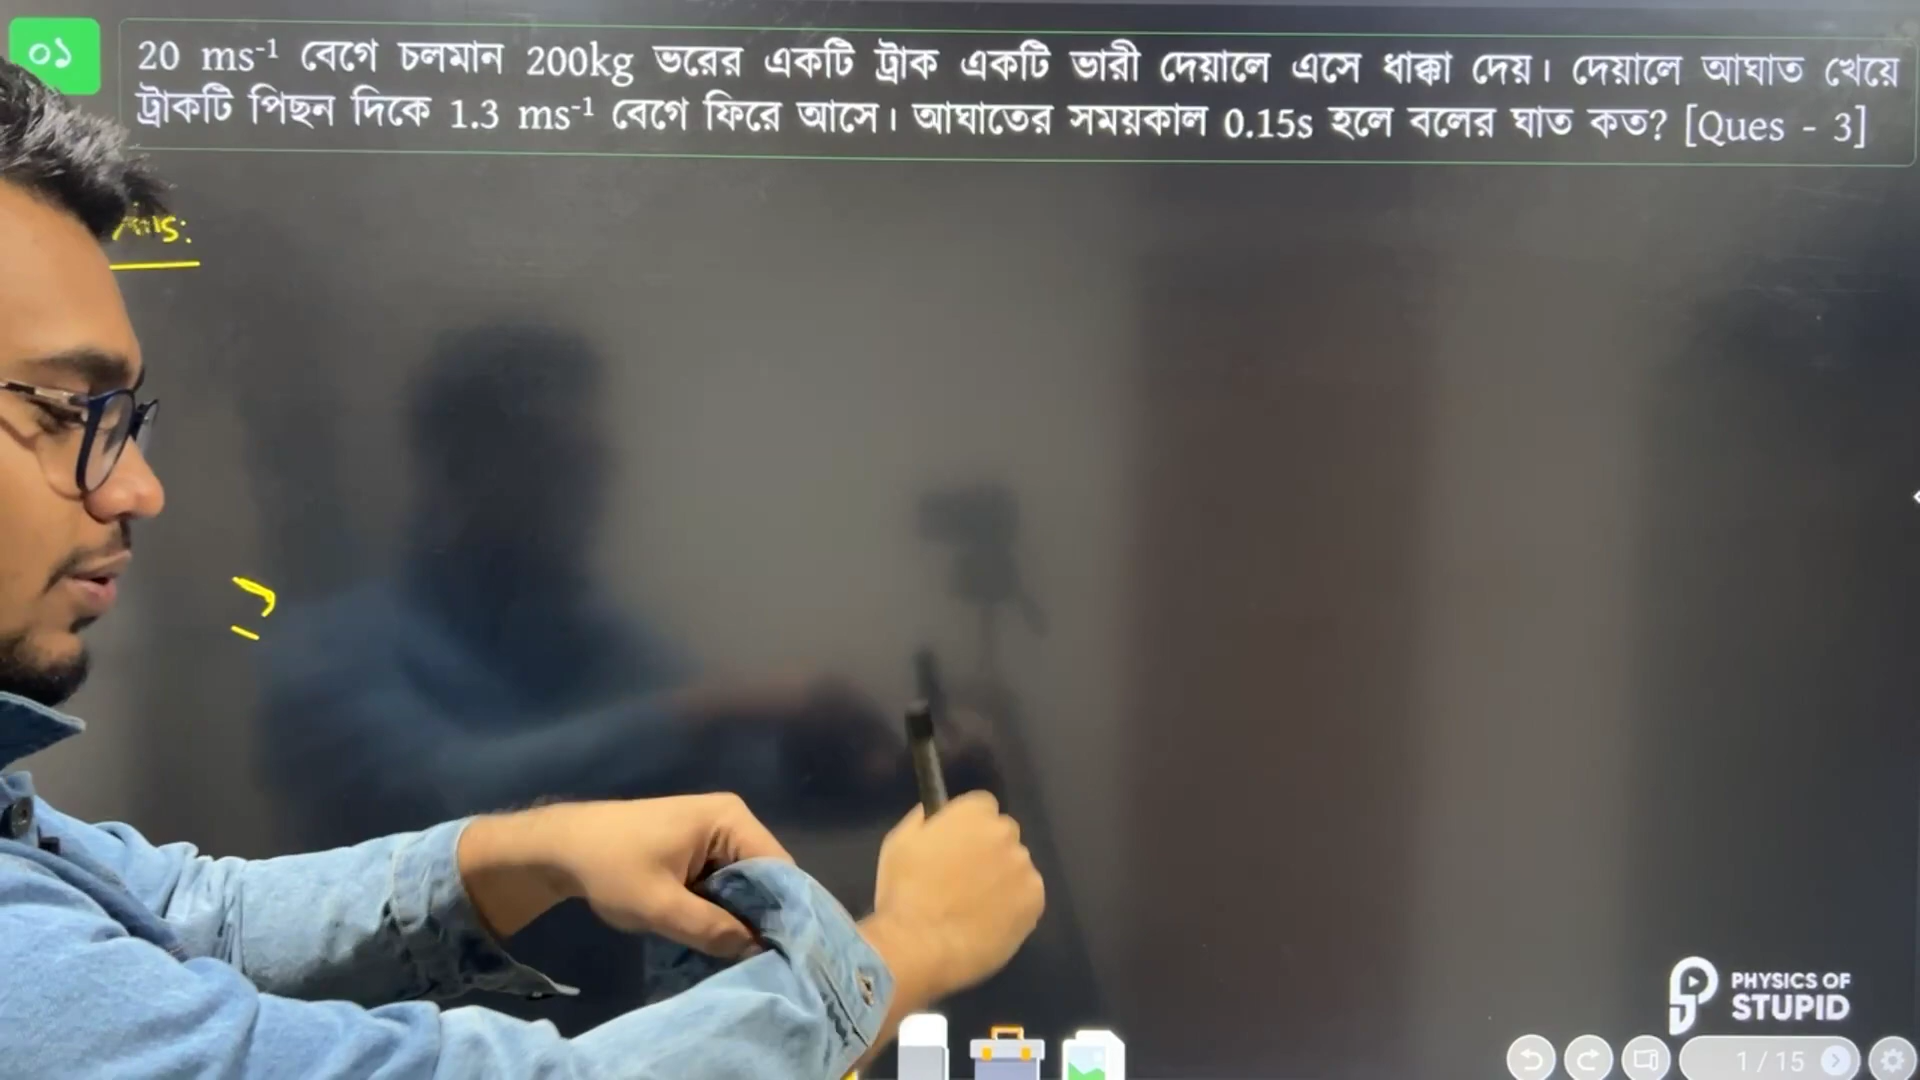 ০১
20 ms⁻¹ বেগে চলমান 200kg ভরের একটি ট্রাক একটি ভারী দেয়ালে এসে ধাক্কা দেয়। দেয়ালে আঘাত খেয়ে
ট্রাকটি পিছন দিকে 1.3 ms⁻¹ বেগে ফিরে আসে। আঘাতের সময়কাল 0.15s হলে বলের ঘাত কত? [Ques - 3]
Ans:
PHYSICS OF
STUPID
1 / 15